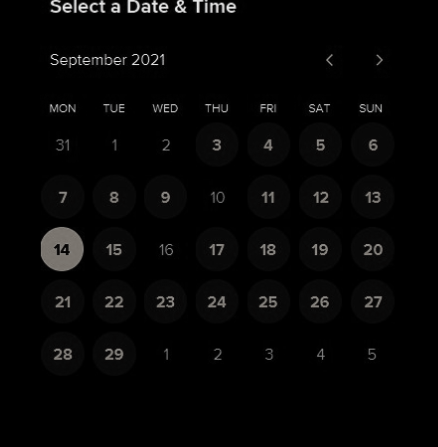 Select a Date & Time
September 2021
MON TUE WED THU FRI SAT SUN
31 1 2 3 4 5 6
7 8 9 10 11 12 13
14 15 16 17 18 19 20
21 22 23 24 25 26 27
28 29 1 2 3 4 5